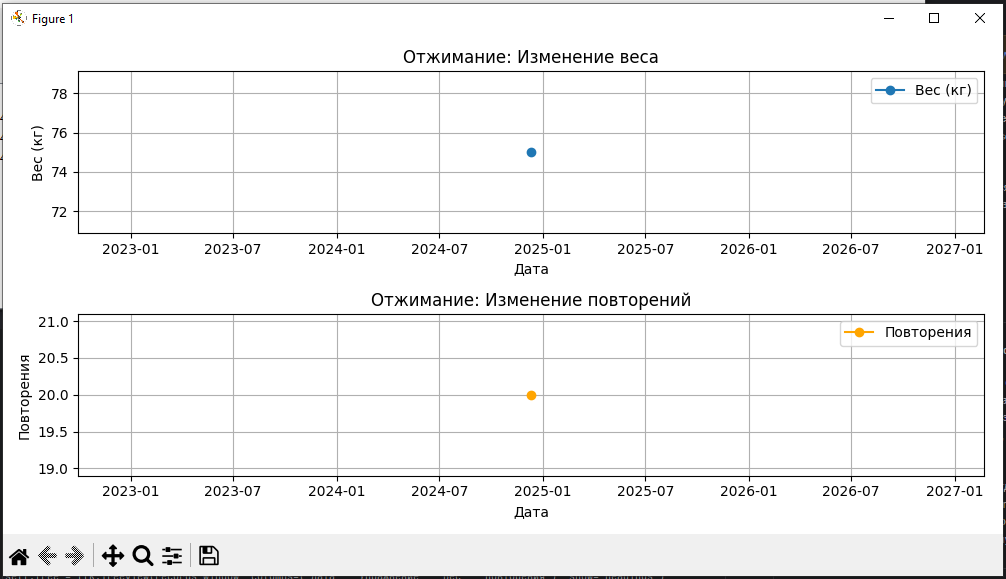 Figure 1
Отжимание: Изменение веса
Вес (кг)
78
76
74
72
Вес (кг)
2023-01 2023-07 2024-01 2024-07 2025-01 2025-07 2026-01 2026-07 2027-01
Дата
Отжимание: Изменение повторений
Повторения
21.0
20.5
20.0
19.5
19.0
Повторения
2023-01 2023-07 2024-01 2024-07 2025-01 2025-07 2026-01 2026-07 2027-01
Дата